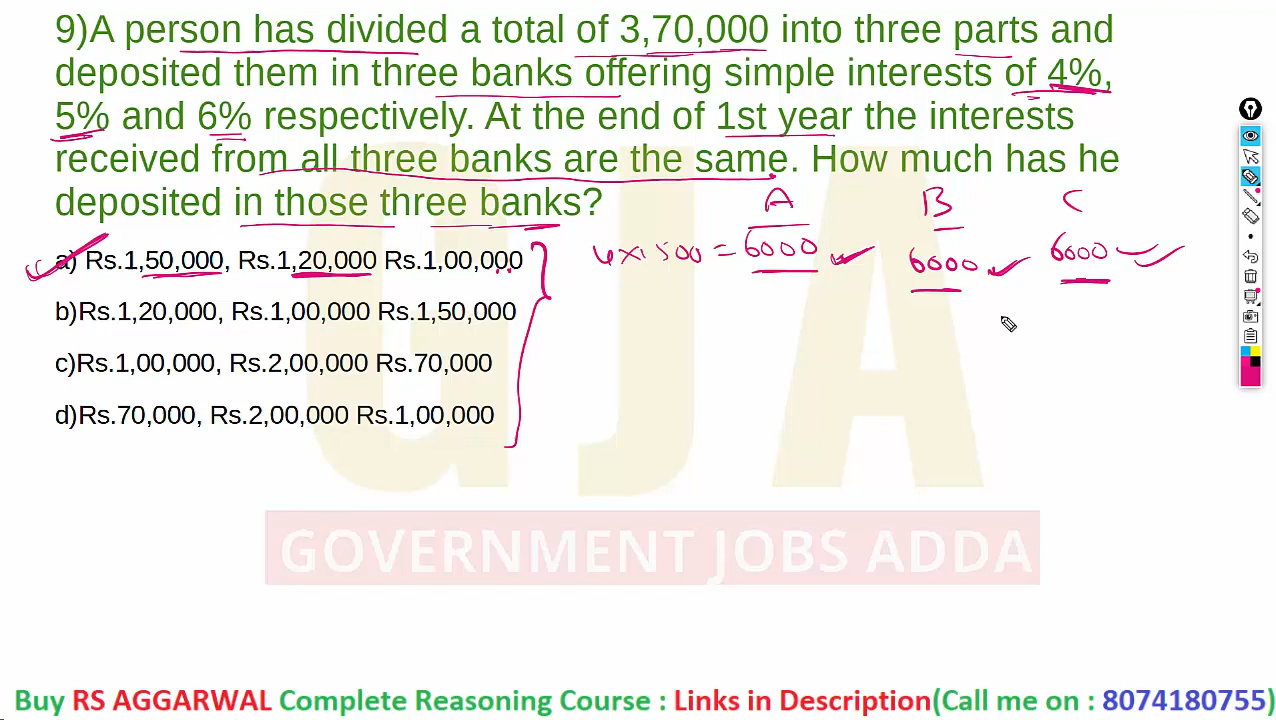 9)A person has divided a total of 3,70,000 into three parts and
deposited them in three banks offering simple interests of 4%,
5% and 6% respectively. At the end of 1st year the interests
received from all three banks are the same. How much has he
deposited in those three banks?
A B C
a) Rs.1,50,000, Rs.1,20,000 Rs.1,00,000
4x1500 = 6000 6000 6000
b)Rs.1,20,000, Rs.1,00,000 Rs.1,50,000
c)Rs.1,00,000, Rs.2,00,000 Rs.70,000
d)Rs.70,000, Rs.2,00,000 Rs.1,00,000
GJA
GOVERNMENT JOBS ADDA
Buy RS AGGARWAL Complete Reasoning Course : Links in Description(Call me on : 8074180755)